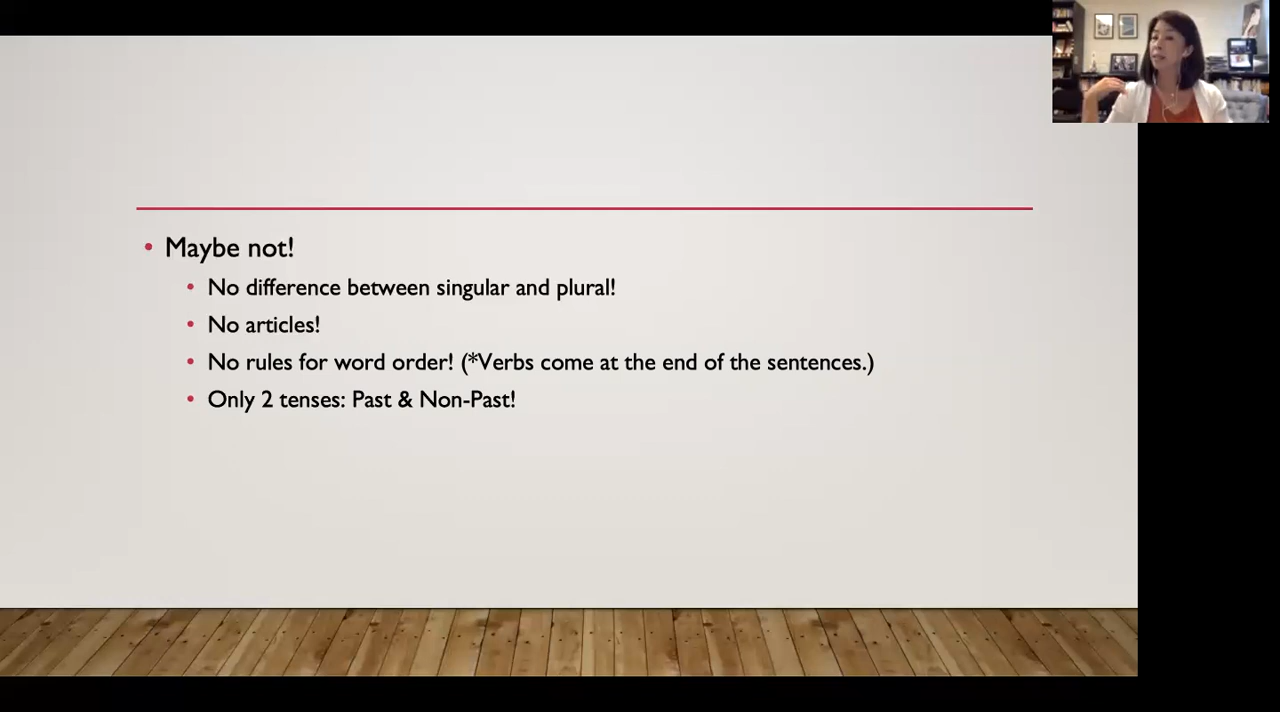 Maybe not!
No difference between singular and plural!
No articles!
No rules for word order! (*Verbs come at the end of the sentences.)
Only 2 tenses: Past & Non-Past!